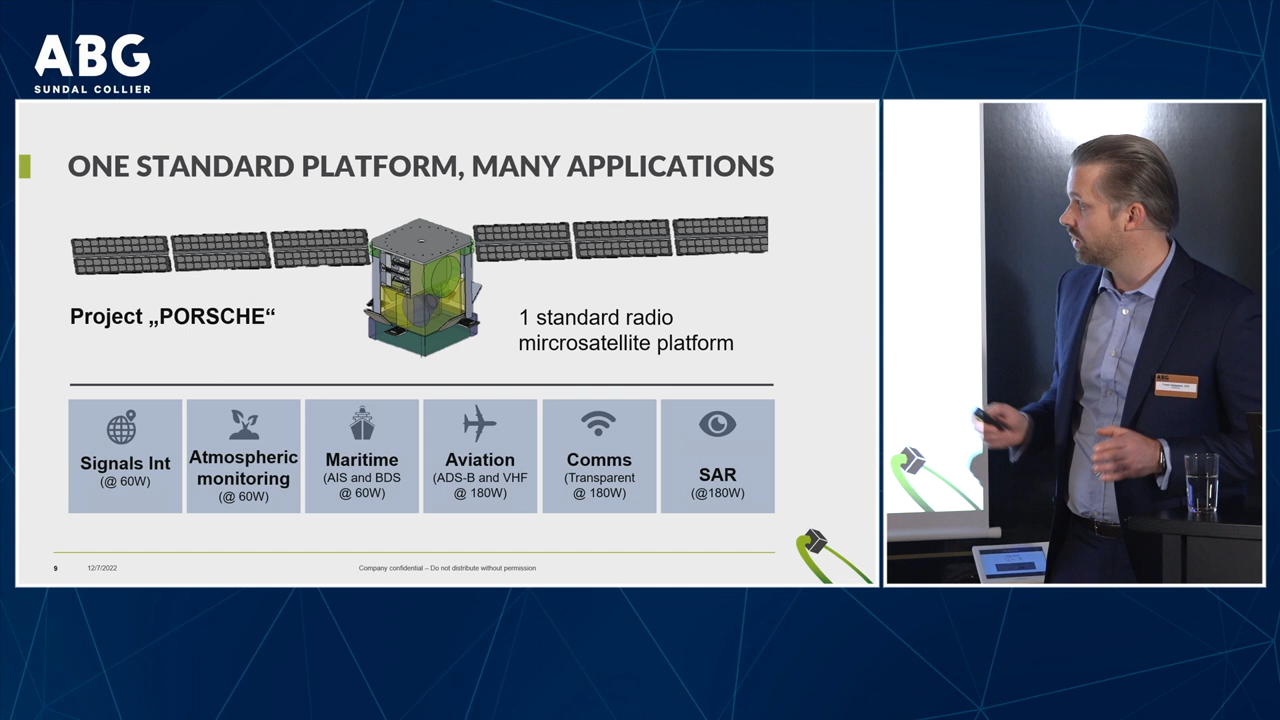 ABG
SUNDAL COLLIER
ONE STANDARD PLATFORM, MANY APPLICATIONS
Project „PORSCHE“
1 standard radio
mircrosatellite platform
Signals Int
(@ 60W)
Atmospheric
monitoring
(@ 60W)
Maritime
(AIS and BDS
@ 60W)
Aviation
(ADS-B and VHF
@ 180W)
Comms
(Transparent
@ 180W)
SAR
(@180W)
9
12/7/2022
Company confidential – Do not distribute without permission
ABG